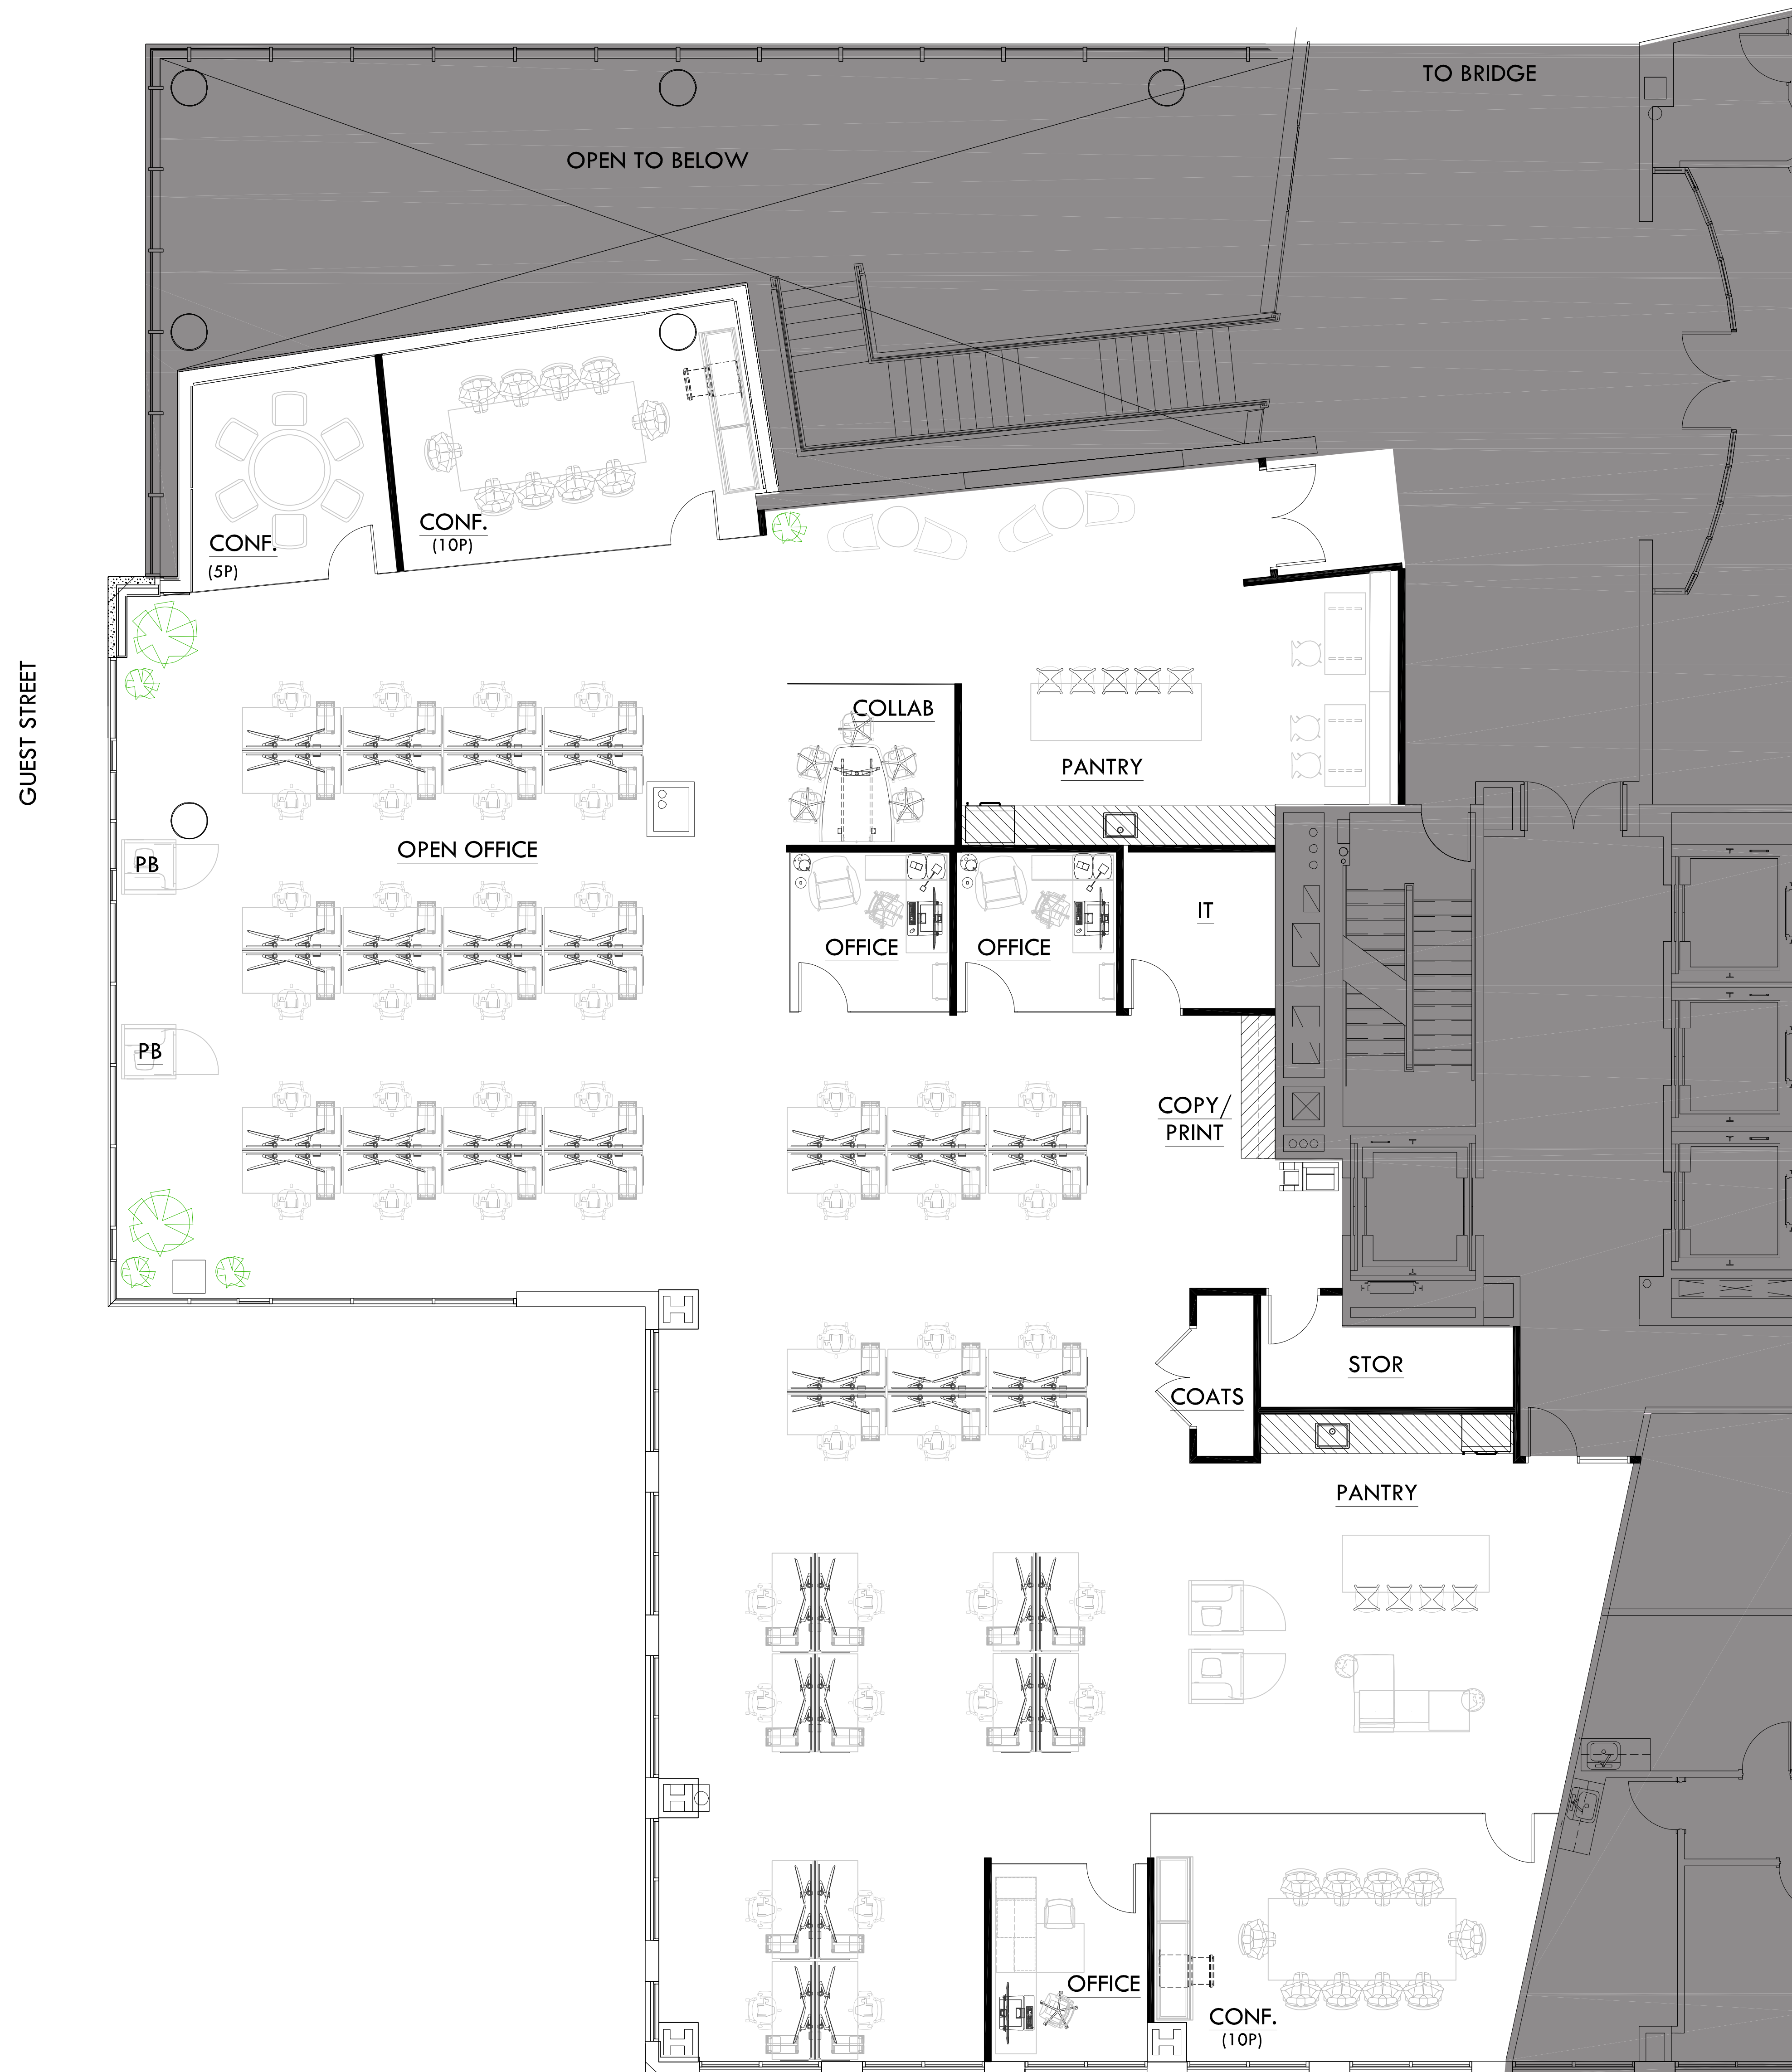 TO BRIDGE
OPEN TO BELOW
CONF.
(10P)
CONF.
(5P)
GUEST STREET
COLLAB
PANTRY
OPEN OFFICE
PB
IT
OFFICE
OFFICE
PB
COPY/
PRINT
STOR
COATS
PANTRY
OFFICE
CONF.
(10P)